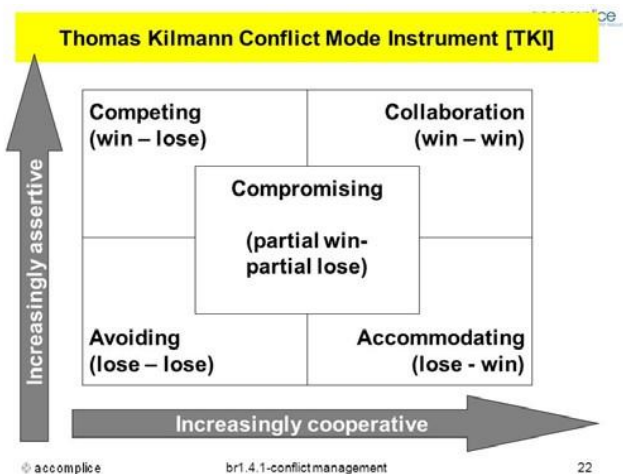 Thomas Kilmann Conflict Mode Instrument [TKI]
Competing
(win – lose)
Collaboration
(win – win)
Compromising
(partial win-
partial lose)
Avoiding
(lose – lose)
Accommodating
(lose - win)
Increasingly assertive
Increasingly cooperative
accomplice
br1.4.1-conflict management
22